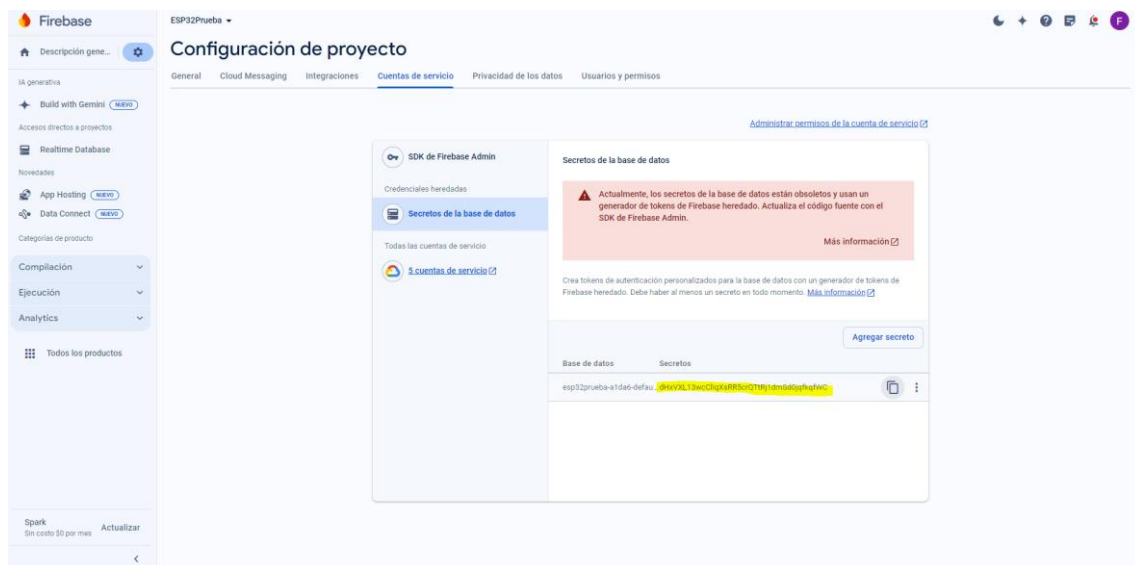 Firebase
ESP32Prueba
F
Descripción gene...
Configuración de proyecto
General Cloud Messaging Integraciones Cuentas de servicio Privacidad de los datos Usuarios y permisos
IA generativa
Build with Gemini NUEVO
Accesos directos a proyectos
Realtime Database
Novedades
App Hosting NUEVO
Data Connect NUEVO
Categorías de producto
Compilación
Ejecución
Analytics
Todos los productos
Spark
Sin costo $0 por mes
Actualizar
Administrar permisos de la cuenta de servicio
SDK de Firebase Admin
Credenciales heredadas
Secretos de la base de datos
Todas las cuentas de servicio
5 cuentas de servicio
Secretos de la base de datos
Actualmente, los secretos de la base de datos están obsoletos y usan un
generador de tokens de Firebase heredado. Actualiza el código fuente con el
SDK de Firebase Admin.
Más información
Crea tokens de autenticación personalizados para la base de datos con un generador de tokens de
Firebase heredado. Debe haber al menos un secreto en todo momento. Más información
Agregar secreto
Base de datos Secretos
esp32prueba-a1da6-defau...